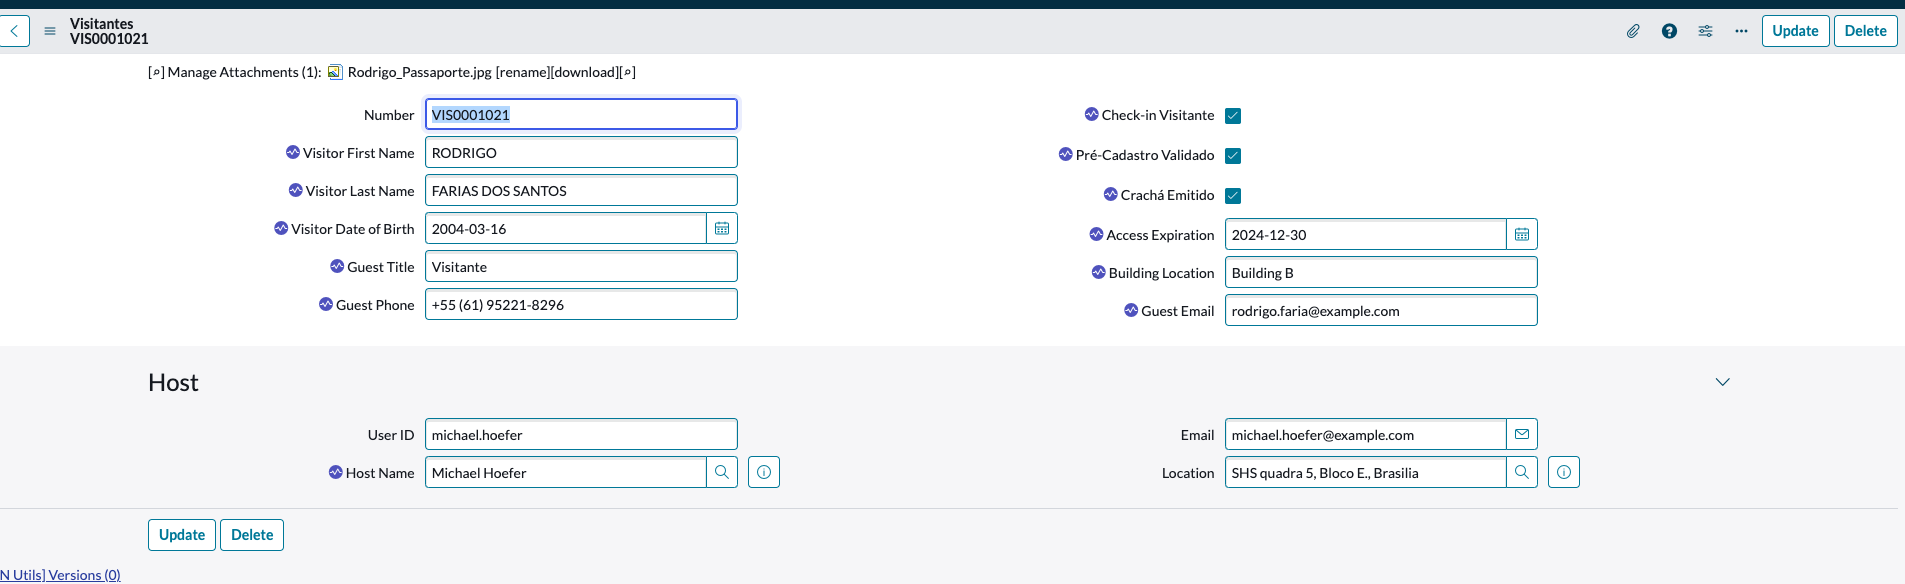 Visitantes
VIS0001021
Update
Delete
[⌕] Manage Attachments (1): Rodrigo_Passaporte.jpg [rename][download][⌕]
Number VIS0001021
Visitor First Name RODRIGO
Visitor Last Name FARIAS DOS SANTOS
Visitor Date of Birth 2004-03-16
Guest Title Visitante
Guest Phone +55 (61) 95221-8296
Check-in Visitante
Pré-Cadastro Validado
Crachá Emitido
Access Expiration 2024-12-30
Building Location Building B
Guest Email rodrigo.faria@example.com
Host
User ID michael.hoefer
Host Name Michael Hoefer
Email michael.hoefer@example.com
Location SHS quadra 5, Bloco E., Brasilia
Update
Delete
N Utils] Versions (0)